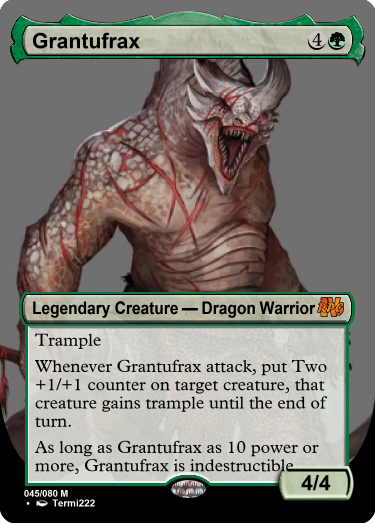 Grantufrax 4
Legendary Creature — Dragon Warrior RPG
Trample
Whenever Grantufrax attack, put Two
+1/+1 counter on target creature, that
creature gains trample until the end of
turn.
As long as Grantufrax as 10 power or
more, Grantufrax is indestructible
4/4
045/080 M
• Termi222